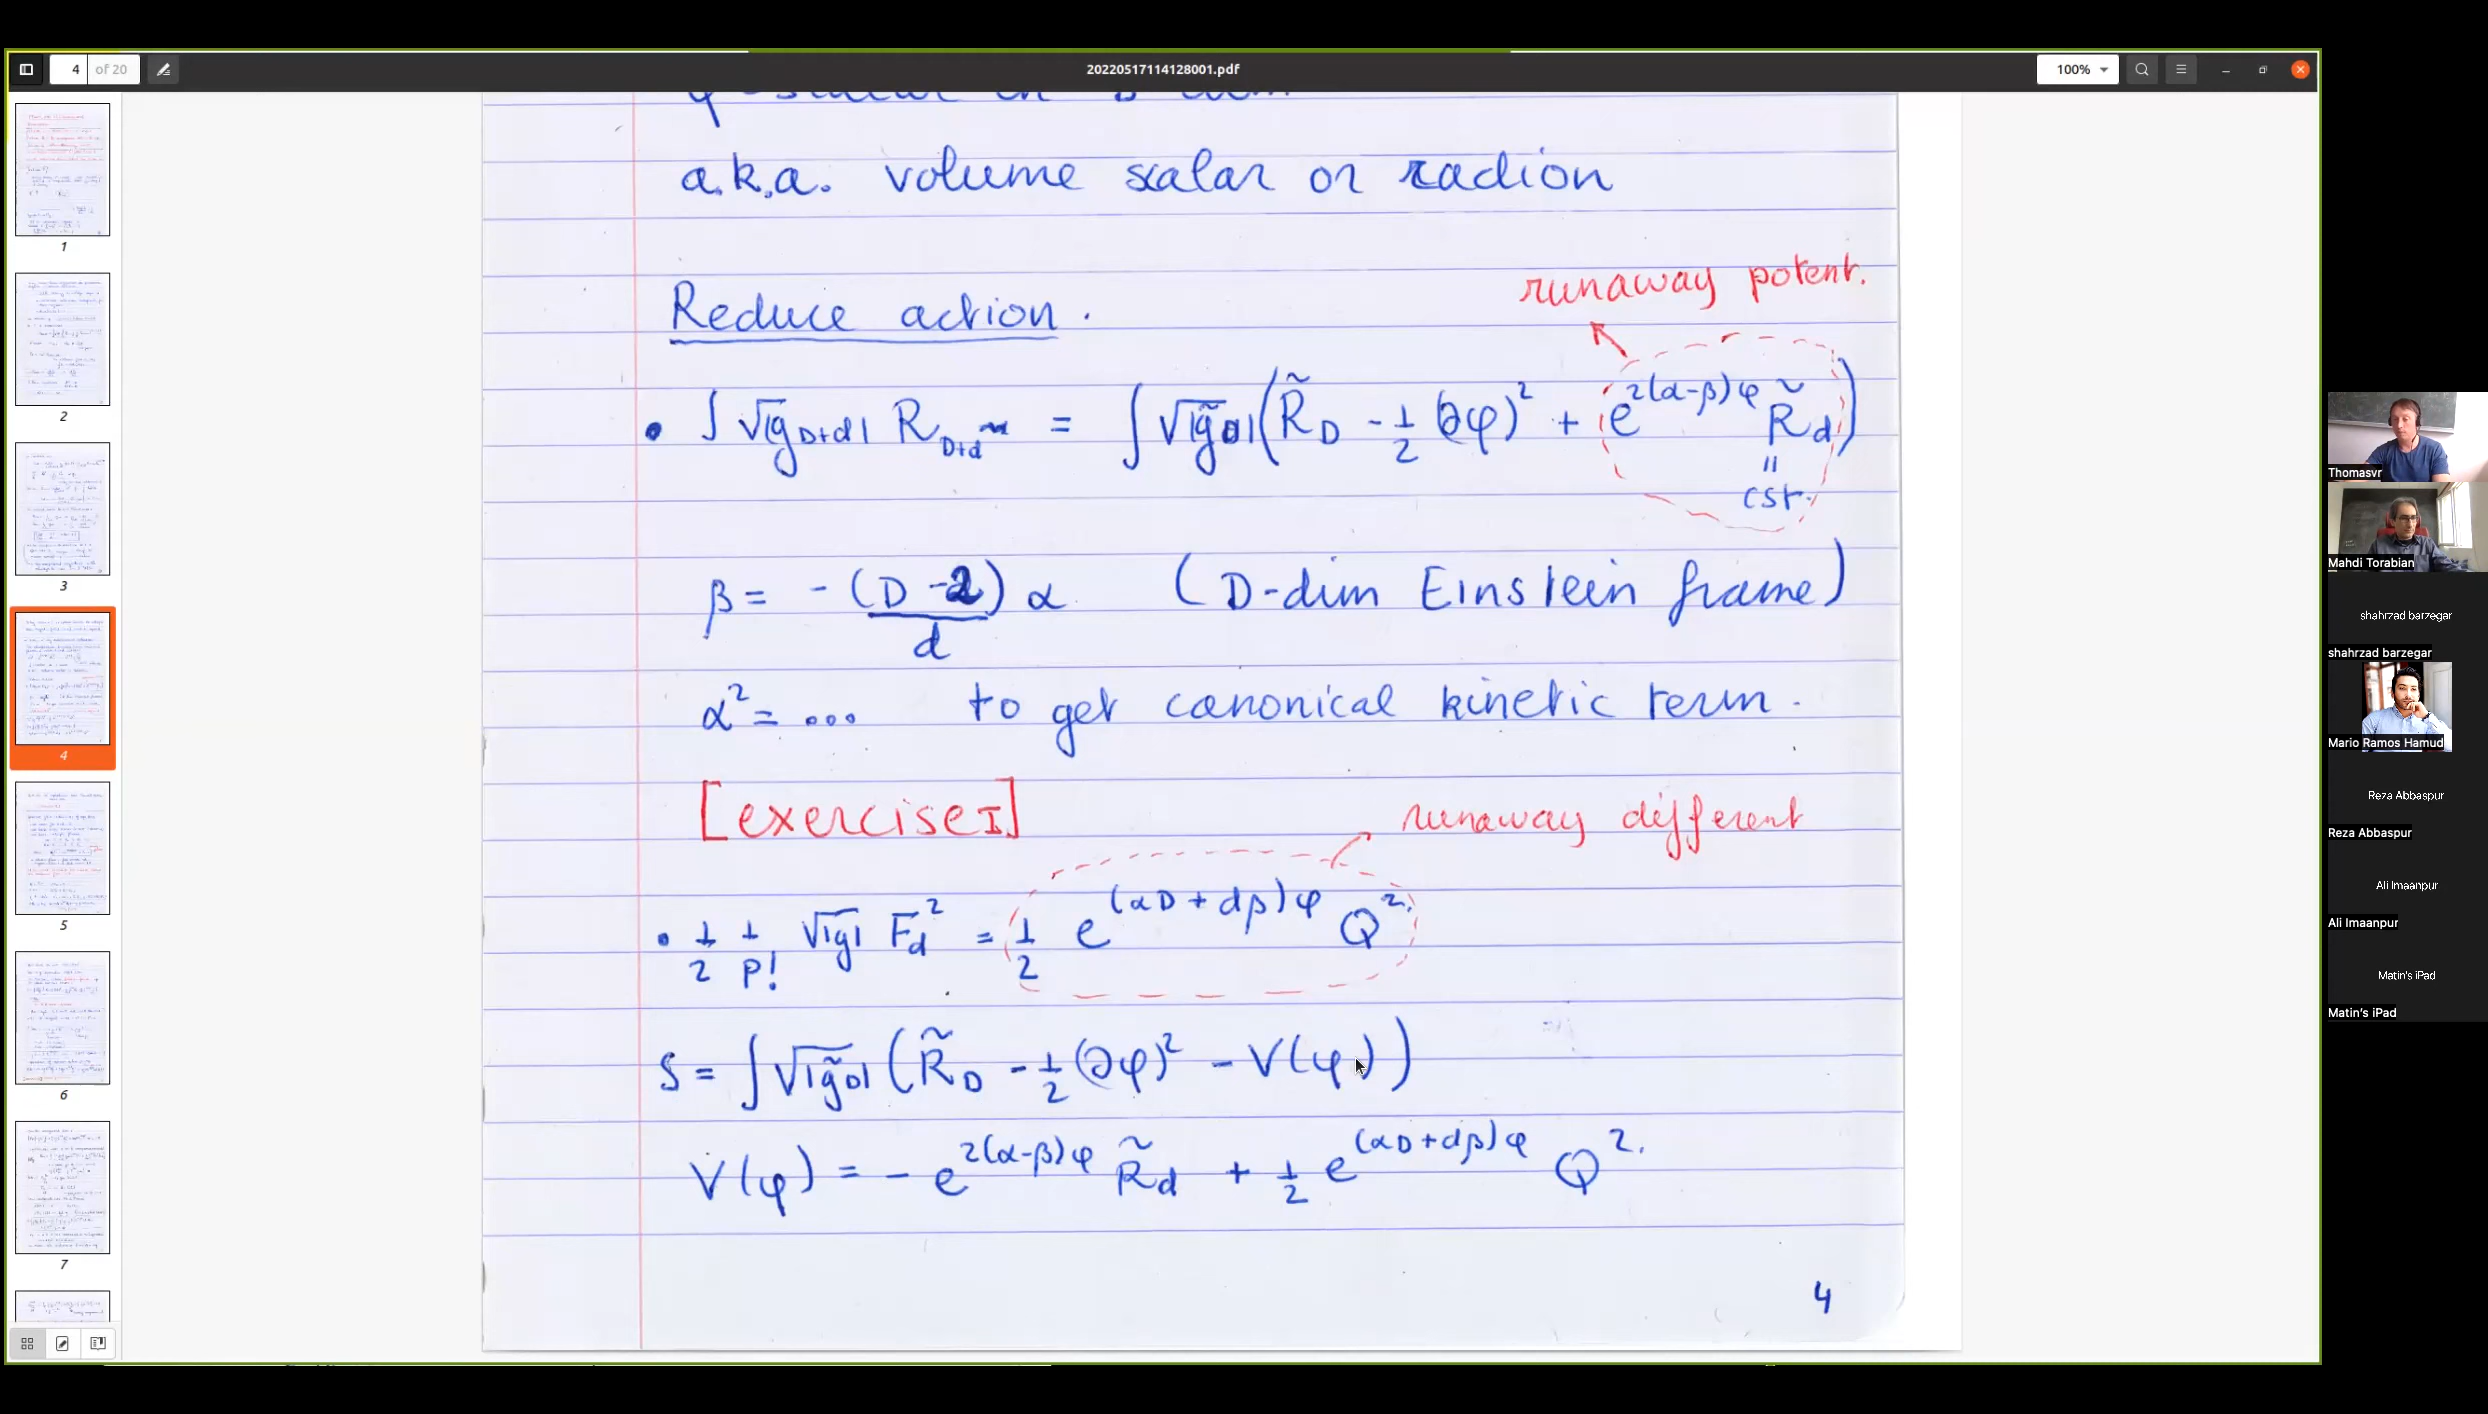 4 of 20
20220517114128001.pdf
100%
φ - scalar in D dim
a.k.a. volume scalar or radion
runaway potent.
Reduce action.
• ∫ √|g_{D+d}| R_{D+d} = ∫ √|g̃_D| ( R̃_D - 1/2 (∂φ)² + e^{2(α-β)φ} R̃_d )
= cst.
β = - (D-2)/d α (D-dim Einstein frame)
α² = ... to get canonical kinetic term.
[exercise I]
runaway different
• 1/2 1/p! √|g| F_d² = 1/2 e^{(αD + dβ)φ} Q².
S = ∫ √|g̃_D| ( R̃_D - 1/2 (∂φ)² - V(φ) )
V(φ) = - e^{2(α-β)φ} R̃_d + 1/2 e^{(αD+dβ)φ} Q².
4
1
2
3
4
5
6
7
Thomasvr
Mahdi Torabian
shahrzad barzegar
shahrzad barzegar
Mario Ramos Hamud
Reza Abbaspur
Reza Abbaspur
Ali Imaanpur
Ali Imaanpur
Matin's iPad
Matin's iPad